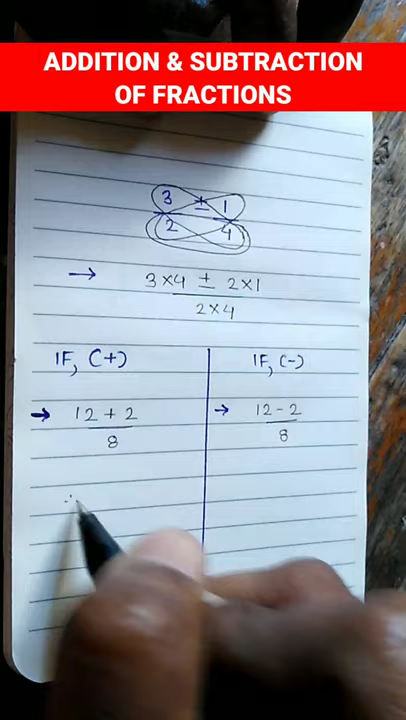 ADDITION & SUBTRACTION
OF FRACTIONS
3 ± 1
2 4
→ 3×4 ± 2×1
2×4
IF, (+)
→ 12 + 2
8
IF, (-)
→ 12 - 2
8